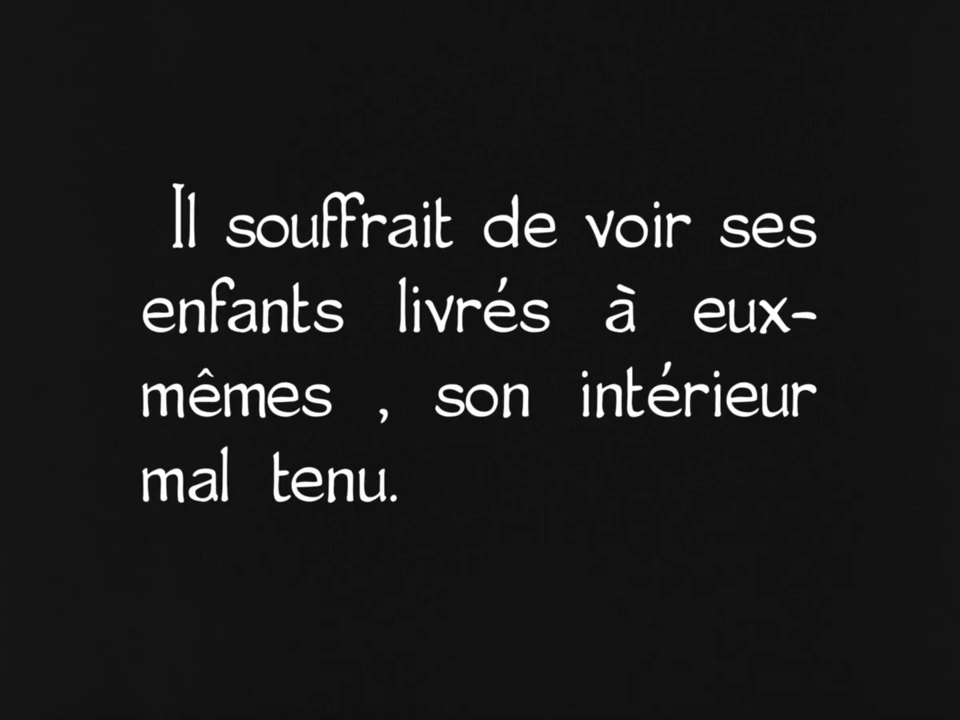 Il souffrait de voir ses
enfants livrés à eux-
mêmes , son intérieur
mal tenu.